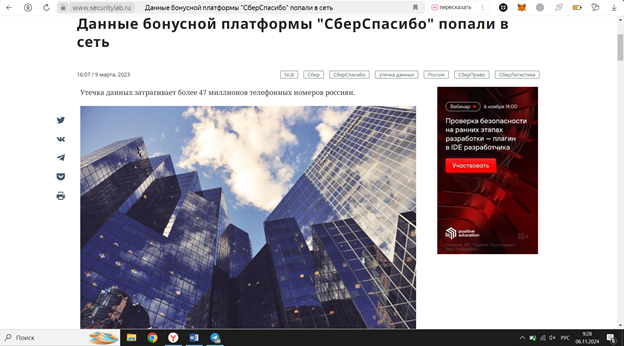 www.securitylab.ru Данные бонусной платформы "СберСпасибо" попали в сеть пересказать
Данные бонусной платформы "СберСпасибо" попали в
сеть
16:07 / 9 марта, 2023 NLB Сбер СберСпасибо утечка данных Россия СберПраво СберЛогистика
Утечка данных затрагивает более 47 миллионов телефонных номеров россиян.
Вебинар 6 ноября 14:00
Проверка безопасности
на ранних этапах
разработки — плагин
в IDE разработчика
Участвовать
positive
education
18+
Поиск
РУС
9:28
06.11.2024